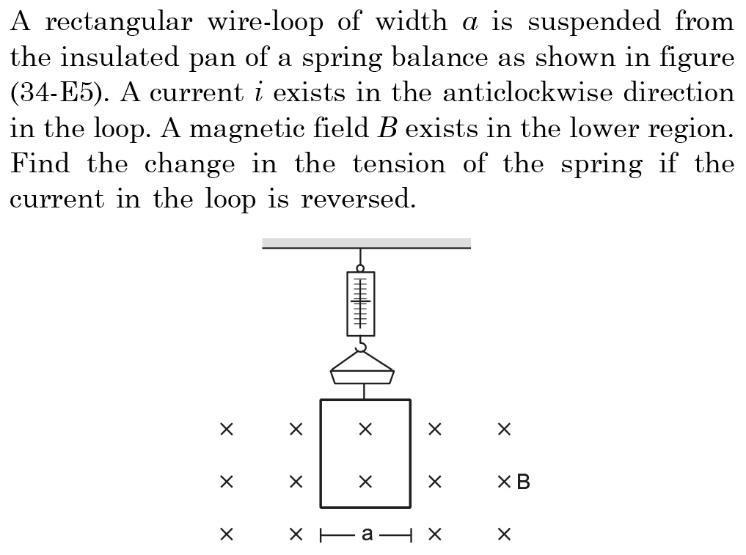 A rectangular wire-loop of width a is suspended from
the insulated pan of a spring balance as shown in figure
(34-E5). A current i exists in the anticlockwise direction
in the loop. A magnetic field B exists in the lower region.
Find the change in the tension of the spring if the
current in the loop is reversed.
× × × × ×
× × × × × B
× × a × ×